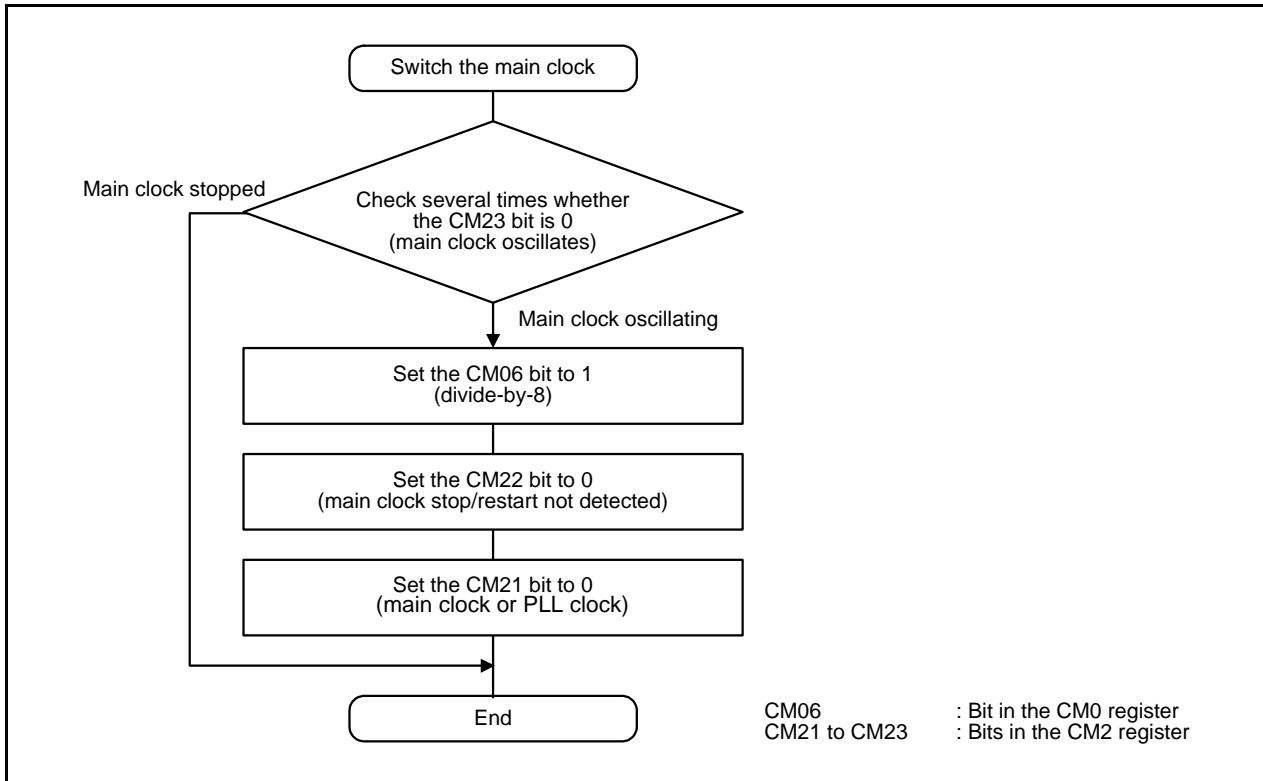 Switch the main clock
Main clock stopped
Check several times whether
the CM23 bit is 0
(main clock oscillates)
Main clock oscillating
Set the CM06 bit to 1
(divide-by-8)
Set the CM22 bit to 0
(main clock stop/restart not detected)
Set the CM21 bit to 0
(main clock or PLL clock)
End
CM06 : Bit in the CM0 register
CM21 to CM23 : Bits in the CM2 register